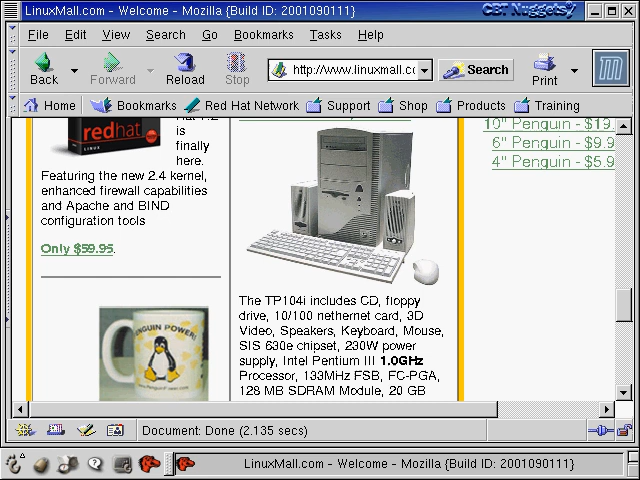 LinuxMall.com - Welcome - Mozilla {Build ID: 2001090111}
CBT Nuggets
File Edit View Search Go Bookmarks Tasks Help
Back Forward Reload Stop
http://www.linuxmall.cc
Search
Print
Home Bookmarks Red Hat Network Support Shop Products Training
redhat
LINUX
Hat 7.2
is
finally
here.
Featuring the new 2.4 kernel,
enhanced firewall capabilities
and Apache and BIND
configuration tools
Only $59.95.
PENGUIN POWER!
The TP104i includes CD, floppy
drive, 10/100 nethernet card, 3D
Video, Speakers, Keyboard, Mouse,
SIS 630e chipset, 230W power
supply, Intel Pentium III 1.0GHz
Processor, 133MHz FSB, FC-PGA,
128 MB SDRAM Module, 20 GB
10" Penguin - $19.
6" Penguin - $9.9
4" Penguin - $5.9
Document: Done (2.135 secs)
LinuxMall.com - Welcome - Mozilla {Build ID: 2001090111}